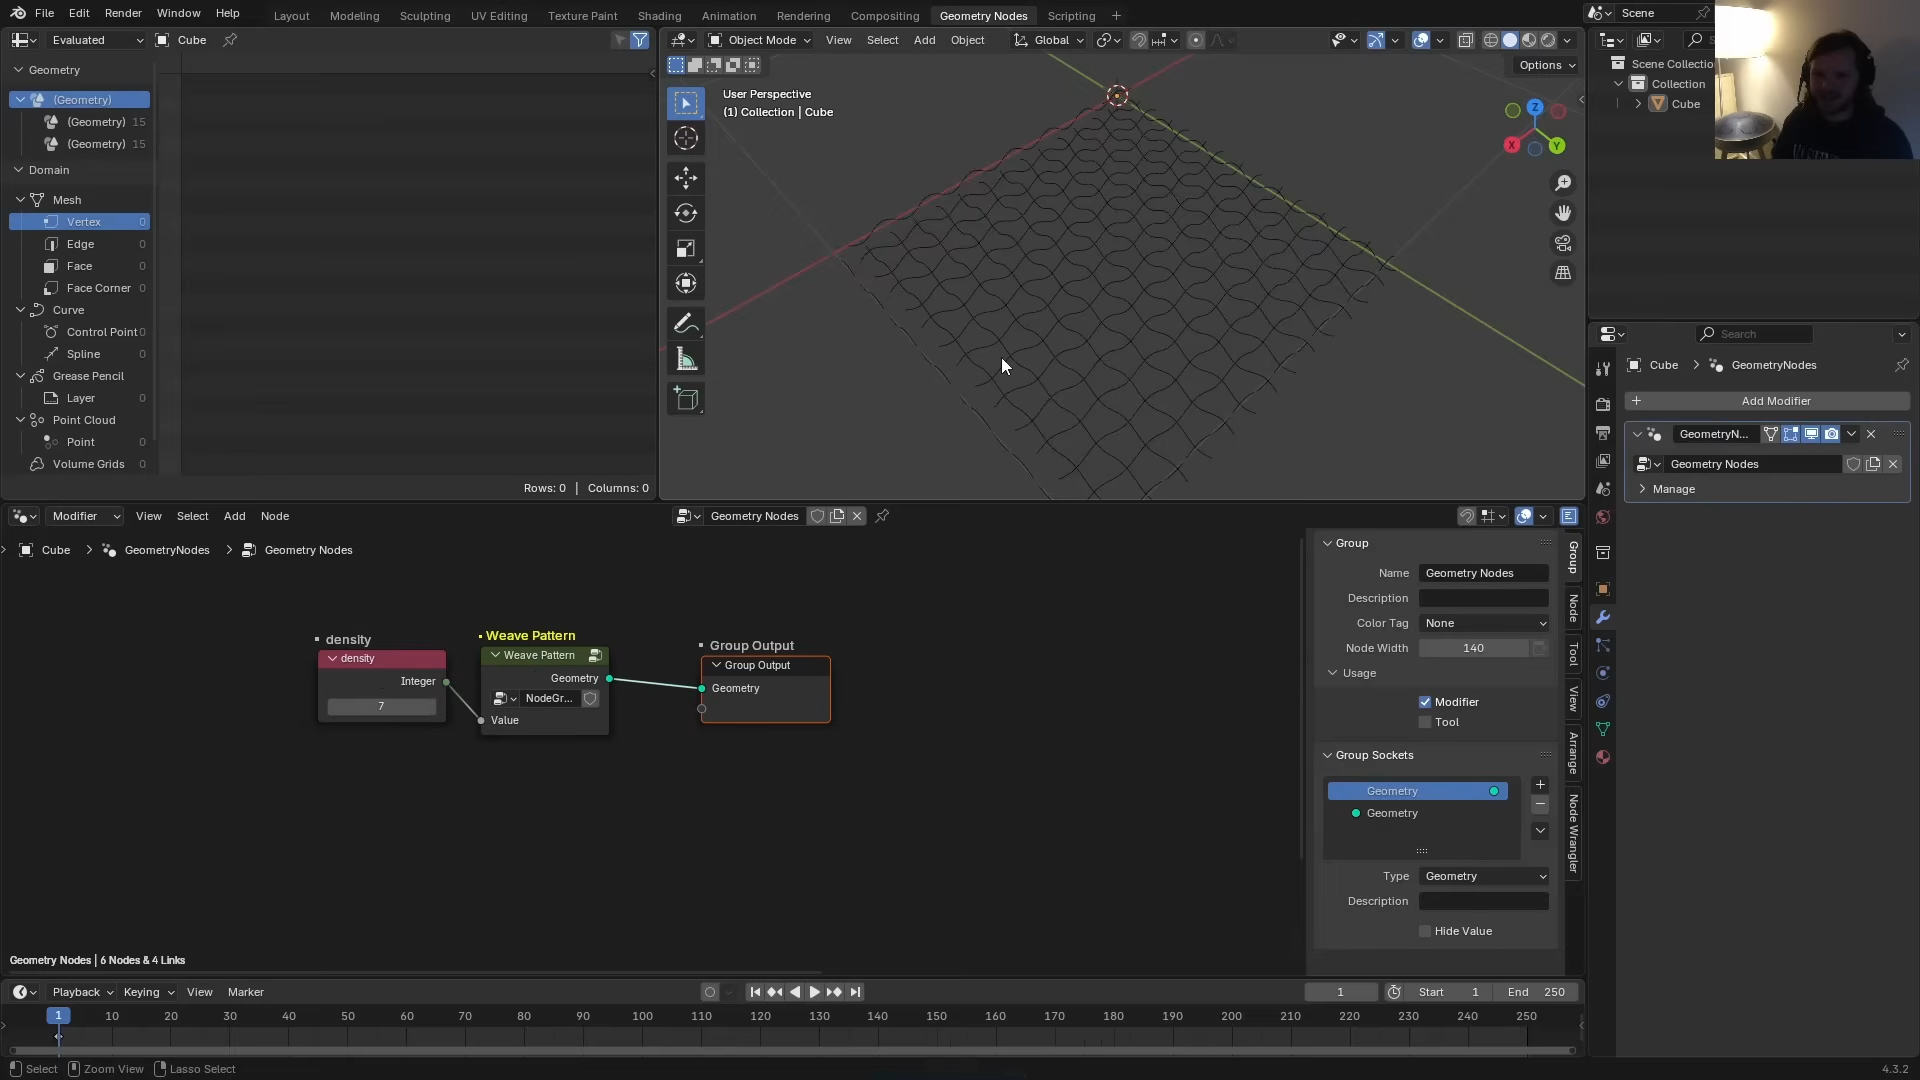 File Edit Render Window Help
Layout Modeling Sculpting UV Editing Texture Paint Shading Animation Rendering Compositing Geometry Nodes Scripting +
Scene
Evaluated Cube
Geometry
(Geometry)
(Geometry) 15
(Geometry) 15
Domain
Mesh
Vertex 0
Edge 0
Face 0
Face Corner 0
Curve
Control Point 0
Spline 0
Grease Pencil
Layer 0
Point Cloud
Point 0
Volume Grids 0
Rows: 0 | Columns: 0
Object Mode View Select Add Object Global
Options
User Perspective
(1) Collection | Cube
Z
X
Y
Scene Collectio
Collection
Cube
Search
Cube > GeometryNodes
+ Add Modifier
GeometryN...
Geometry Nodes
Manage
Modifier View Select Add Node Geometry Nodes
Cube > GeometryNodes > Geometry Nodes
density
density
Integer
7
Weave Pattern
Weave Pattern
Geometry
NodeGr...
Value
Group Output
Group Output
Geometry
Geometry Nodes | 6 Nodes & 4 Links
Group
Name Geometry Nodes
Description
Color Tag None
Node Width 140
Usage
Modifier
Tool
Group Sockets
Geometry
Geometry
Type Geometry
Description
Hide Value
Group
Node
Tool
View
Arrange
Node Wrangler
Playback Keying View Marker
1 Start 1 End 250
1 10 20 30 40 50 60 70 80 90 100 110 120 130 140 150 160 170 180 190 200 210 220 230 240 250
Select Zoom View Lasso Select
4.3.2